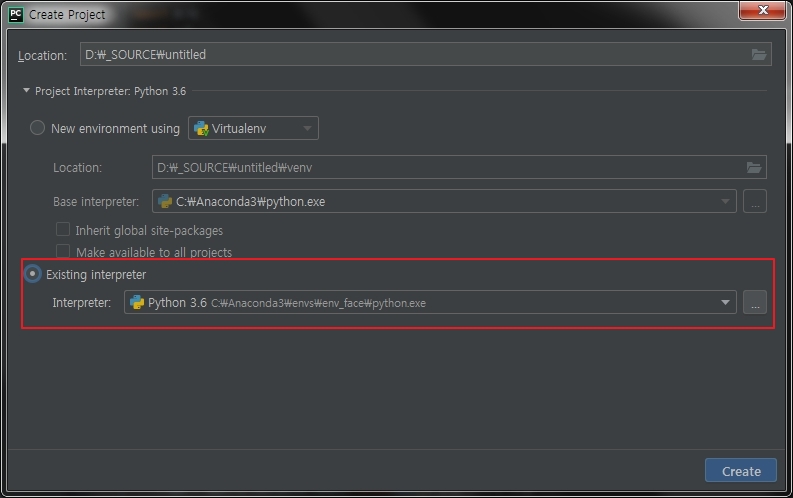 PC Create Project
Location: D:₩_SOURCE₩untitled
Project Interpreter: Python 3.6
New environment using Virtualenv
Location: D:₩_SOURCE₩untitled₩venv
Base interpreter: C:₩Anaconda3₩python.exe ...
Inherit global site-packages
Make available to all projects
Existing interpreter
Interpreter: Python 3.6 C:₩Anaconda3₩envs₩env_face₩python.exe ...
Create